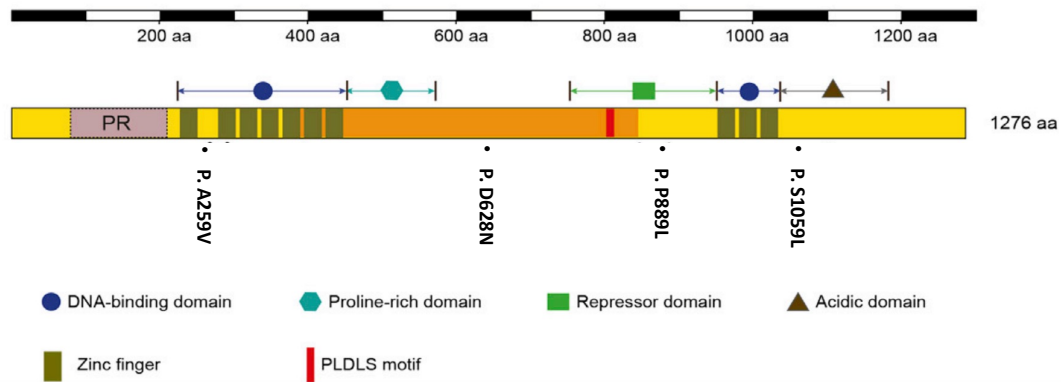 200 aa 400 aa 600 aa 800 aa 1000 aa 1200 aa
PR
1276 aa
P. A259V
P. D628N
P. P889L
P. S1059L
DNA-binding domain
Proline-rich domain
Repressor domain
Acidic domain
Zinc finger
PLDLS motif